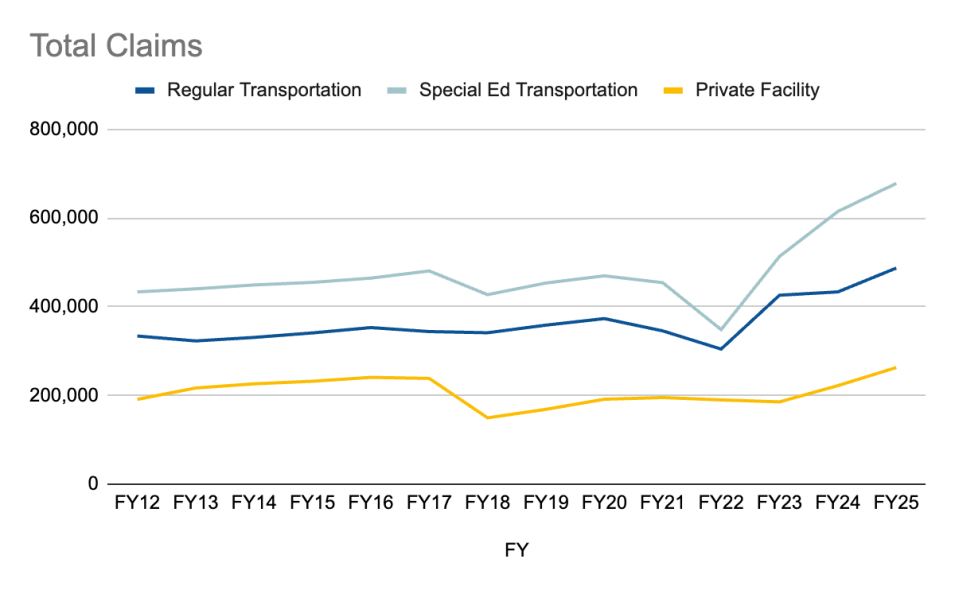 Total Claims
Regular Transportation Special Ed Transportation Private Facility
800,000
600,000
400,000
200,000
0
FY12 FY13 FY14 FY15 FY16 FY17 FY18 FY19 FY20 FY21 FY22 FY23 FY24 FY25
FY